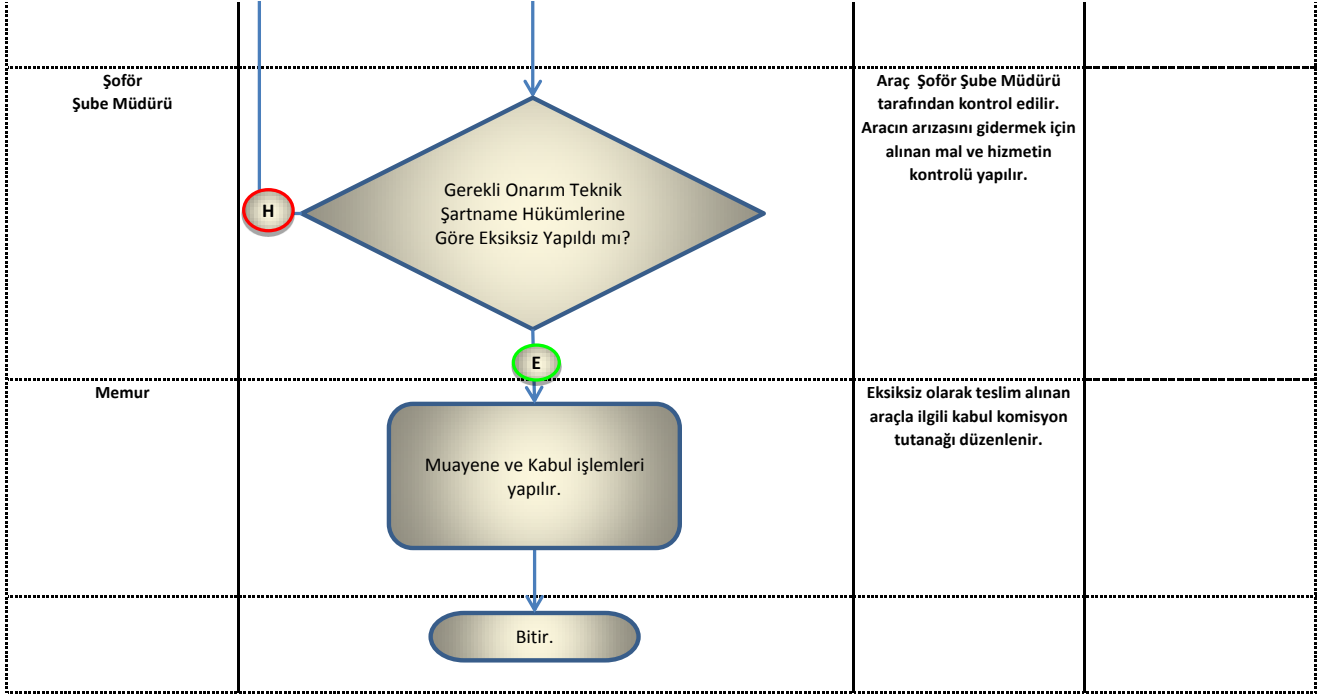 Şoför
Şube Müdürü
H
Gerekli Onarım Teknik
Şartname Hükümlerine
Göre Eksiksiz Yapıldı mı?
Araç  Şoför Şube Müdürü
tarafından kontrol edilir.
Aracın arızasını gidermek için
alınan mal ve hizmetin
kontrolü yapılır.
E
Memur
Muayene ve Kabul işlemleri
yapılır.
Eksiksiz olarak teslim alınan
araçla ilgili kabul komisyon
tutanağı düzenlenir.
Bitir.